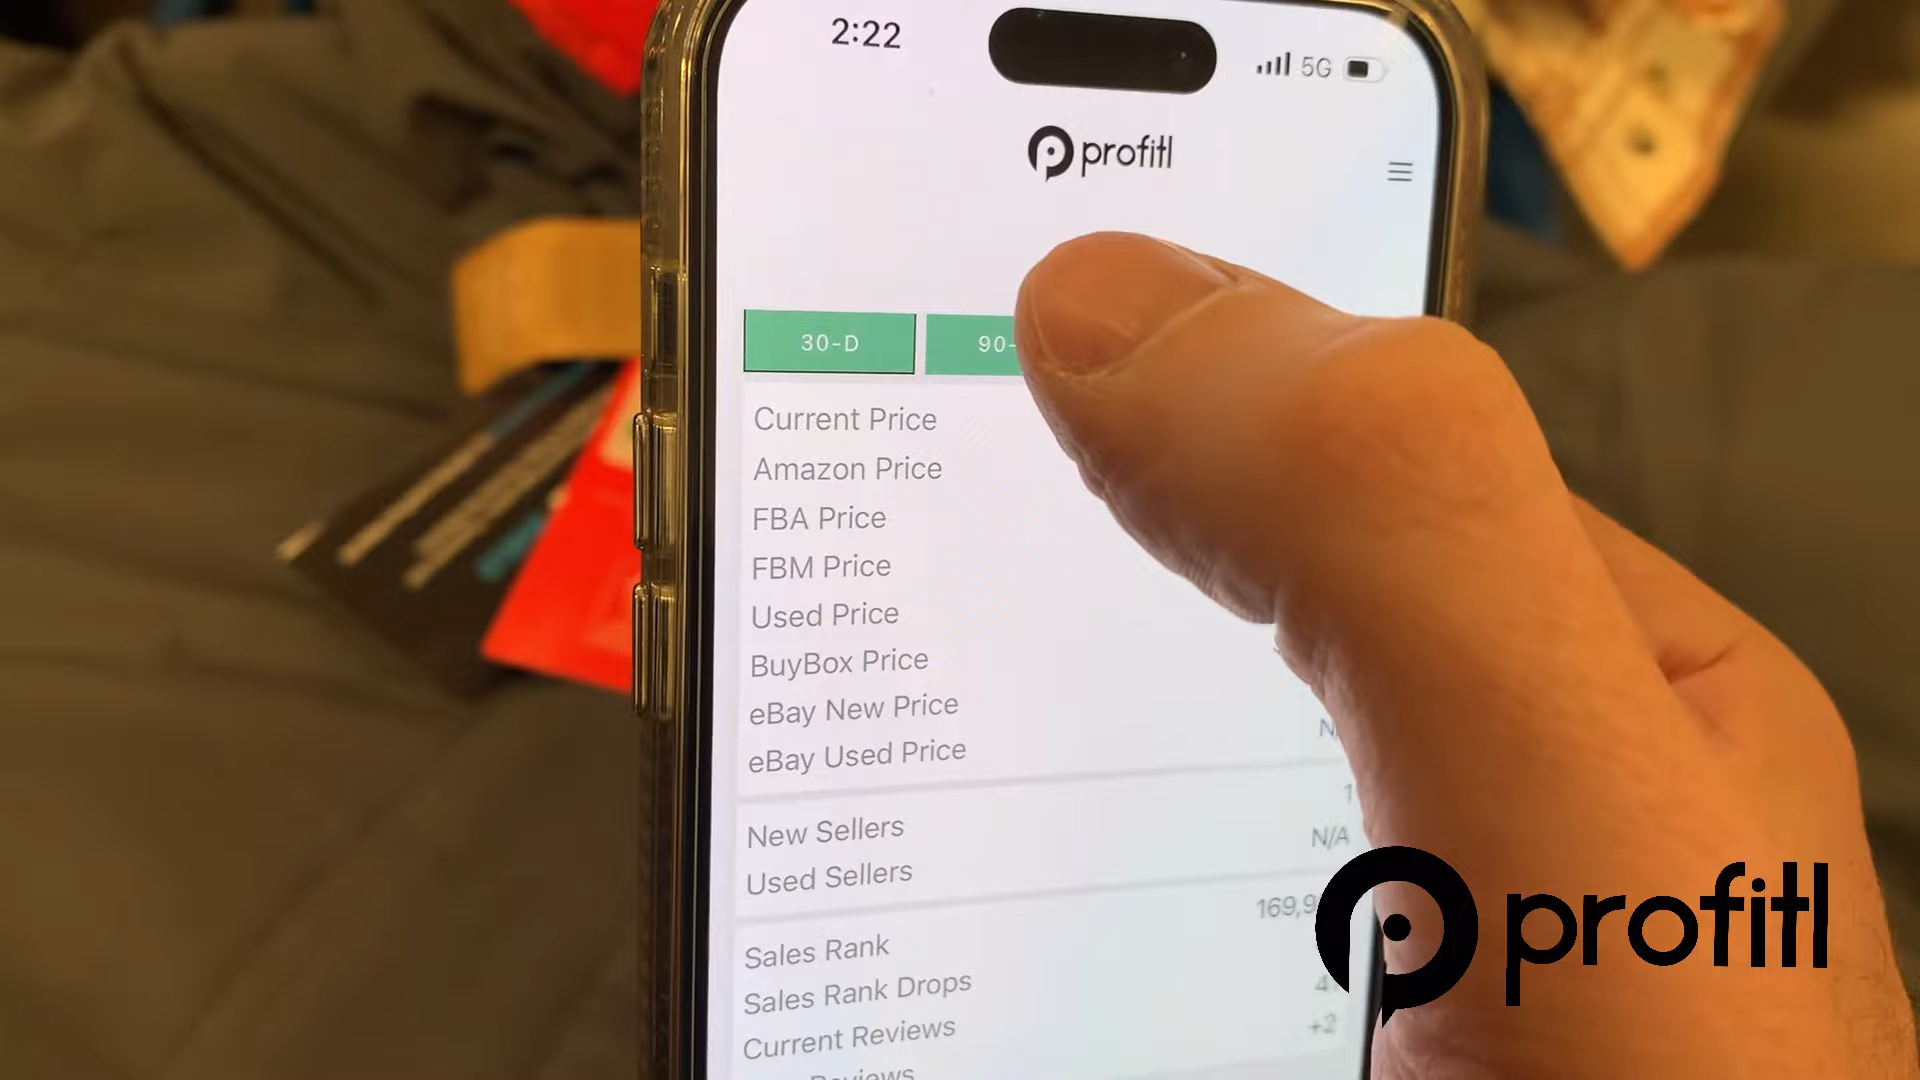 2:22
5G
profitl
30-D
90-
Current Price
Amazon Price
FBA Price
FBM Price
Used Price
BuyBox Price
eBay New Price
eBay Used Price
New Sellers
Used Sellers N/A
Sales Rank 169,9
Sales Rank Drops
Current Reviews +2
Reviews
profitl